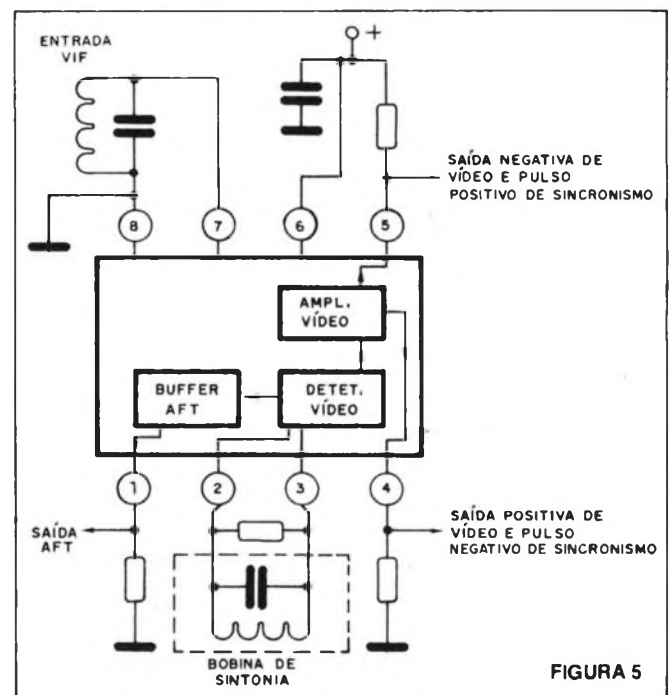 ENTRADA
VIF
+
SAÍDA NEGATIVA DE
VÍDEO E PULSO
POSITIVO DE SINCRONISMO
8
7
6
5
AMPL.
VÍDEO
BUFFER
AFT
DETET.
VÍDEO
1
2
3
4
SAÍDA
AFT
SAÍDA POSITIVA DE
VÍDEO E PULSO
NEGATIVO DE SINCRONISMO
BOBINA DE
SINTONIA
FIGURA 5